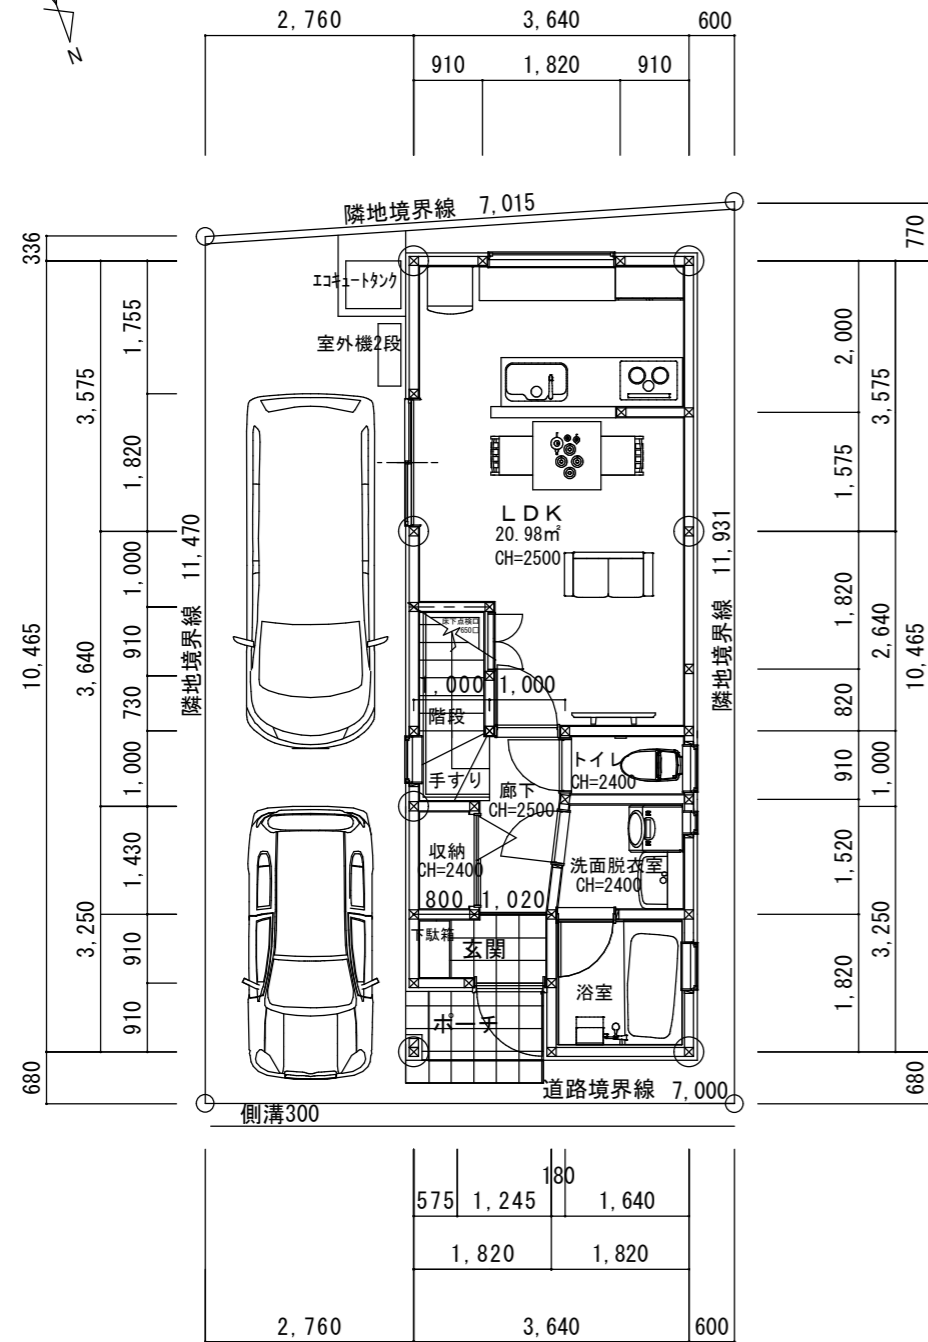 N
2,760
3,640
600
910
1,820
910
隣地境界線 7,015
336
770
エコキュートタンク
室外機2段
1,755
3,575
1,820
2,000
3,575
1,575
LDK
20.98㎡
CH=2500
隣地境界線 11,470
隣地境界線 11,931
10,465
3,640
1,000
910
730
1,000
1,820
2,640
820
910
1,000
10,465
床下点検口
650□
1,000
1,000
階段
手すり
廊下
CH=2500
トイレ
CH=2400
収納
CH=2400
洗面脱衣室
CH=2400
800
1,020
1,430
3,250
910
910
1,520
3,250
1,820
下駄箱
玄関
浴室
ポーチ
680
680
道路境界線 7,000
側溝300
180
575
1,245
1,640
1,820
1,820
2,760
3,640
600